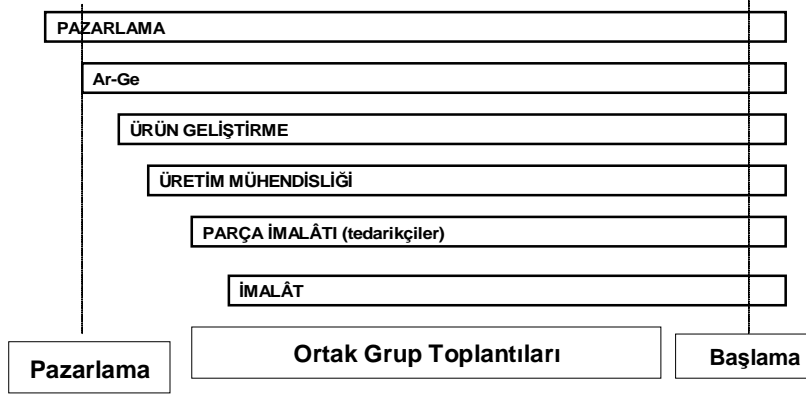 PAZARLAMA
Ar-Ge
ÜRÜN GELİŞTİRME
ÜRETİM MÜHENDİSLİĞİ
PARÇA İMALÂTI (tedarikçiler)
İMALÂT
Pazarlama
Ortak Grup Toplantıları
Başlama